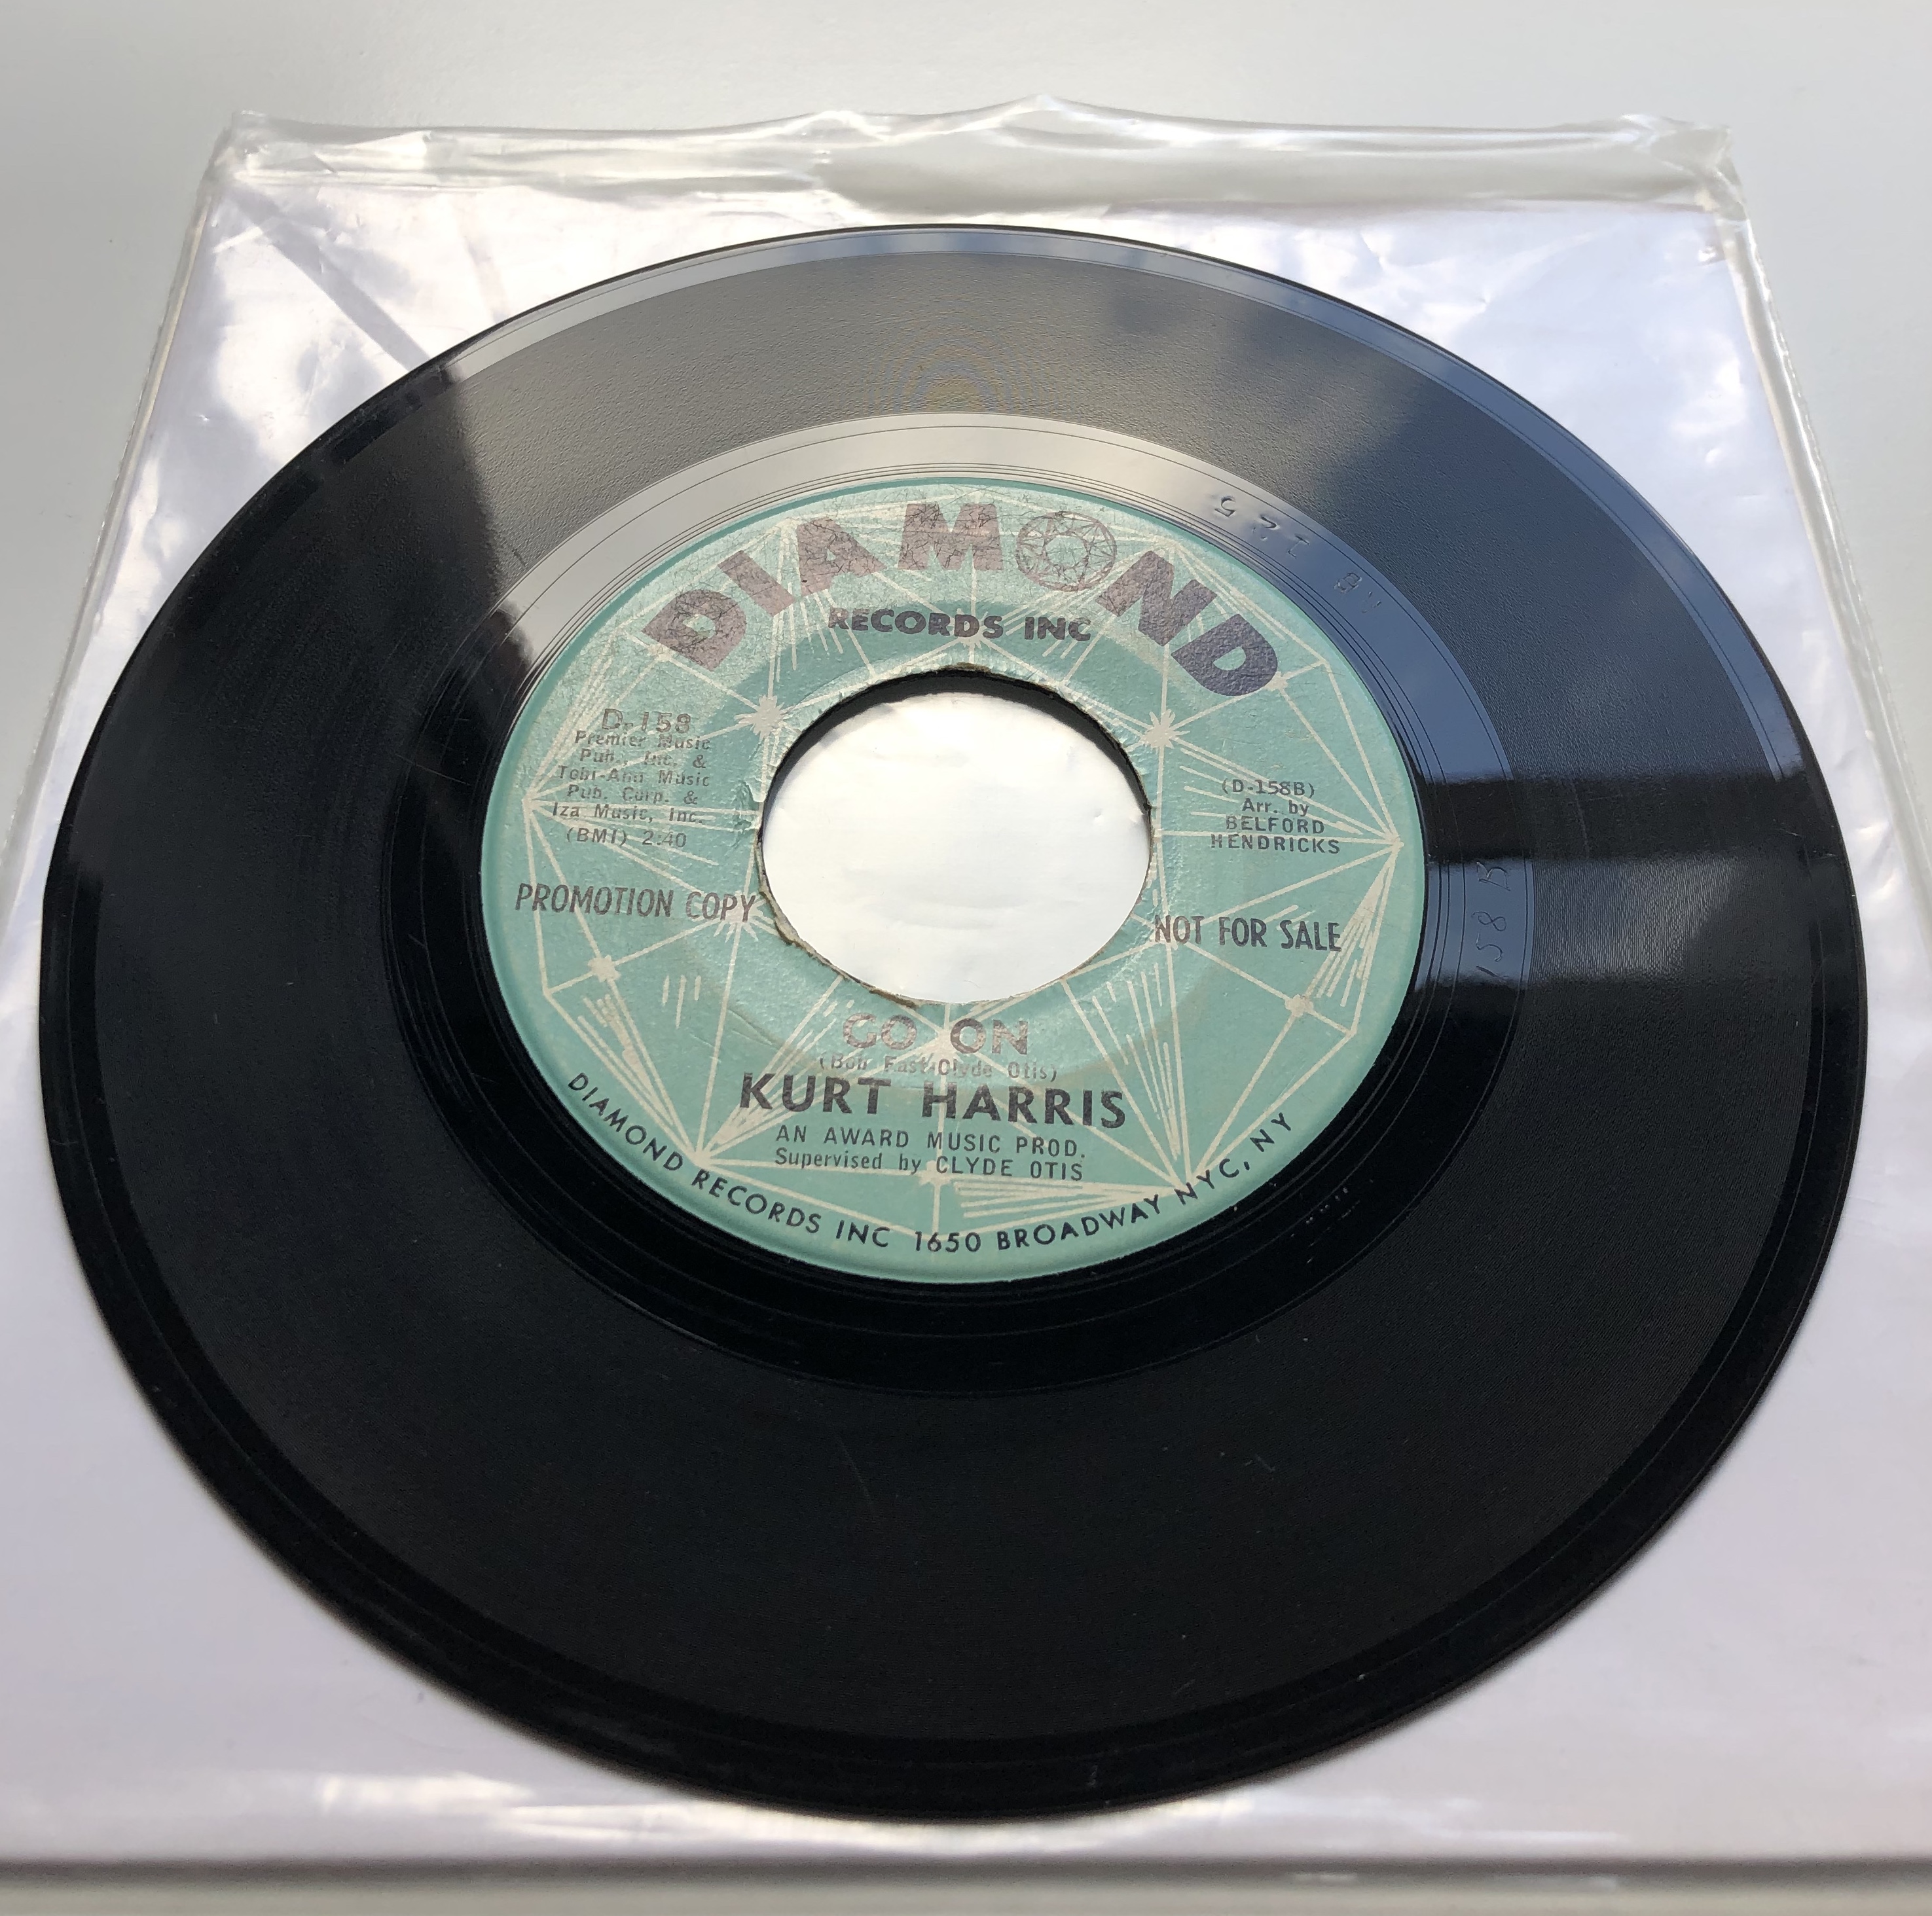 DIAMOND
RECORDS INC
D-158
Premier Music
Pub., Inc. &
Tobi-Ann Music
Pub. Corp. &
Iza Music, Inc.
(BMI) 2:40
(D-158B)
Arr. by
BELFORD
HENDRICKS
PROMOTION COPY
NOT FOR SALE
GO ON
(Bob East-Clyde Otis)
KURT HARRIS
AN AWARD MUSIC PROD.
Supervised by CLYDE OTIS
DIAMOND RECORDS INC 1650 BROADWAY NYC, NY
158 B